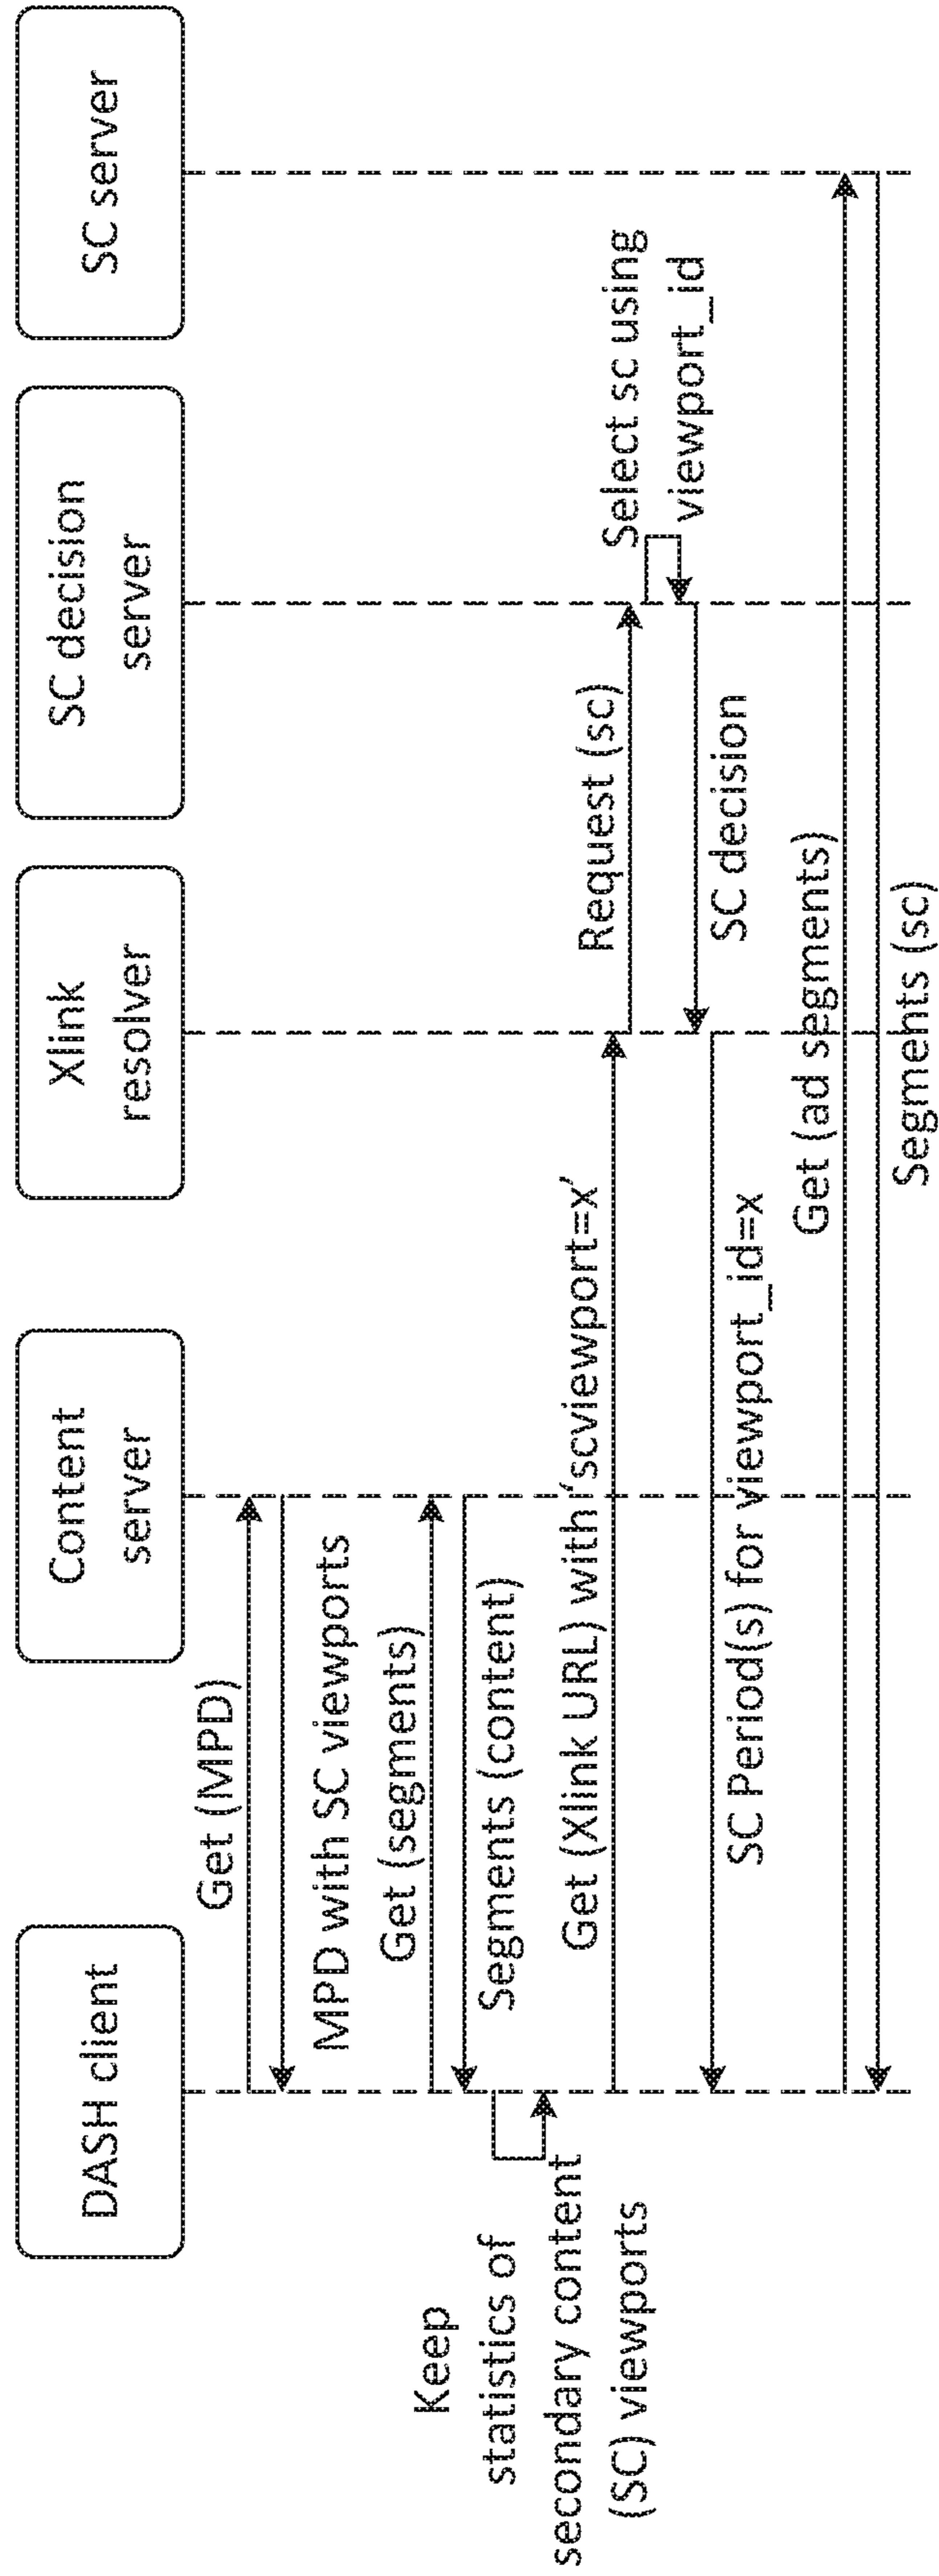 DASH client
Content
server
Xlink
resolver
SC decision
server
SC server
Get (MPD)
MPD with SC viewports
Get (segments)
Segments (content)
Keep
statistics of
secondary content
(SC) viewports
Get (Xlink URL) with ‘scviewport=x’
Request (sc)
Select sc using
viewport_id
SC decision
SC Period(s) for viewport_id=x
Get (ad segments)
Segments (sc)